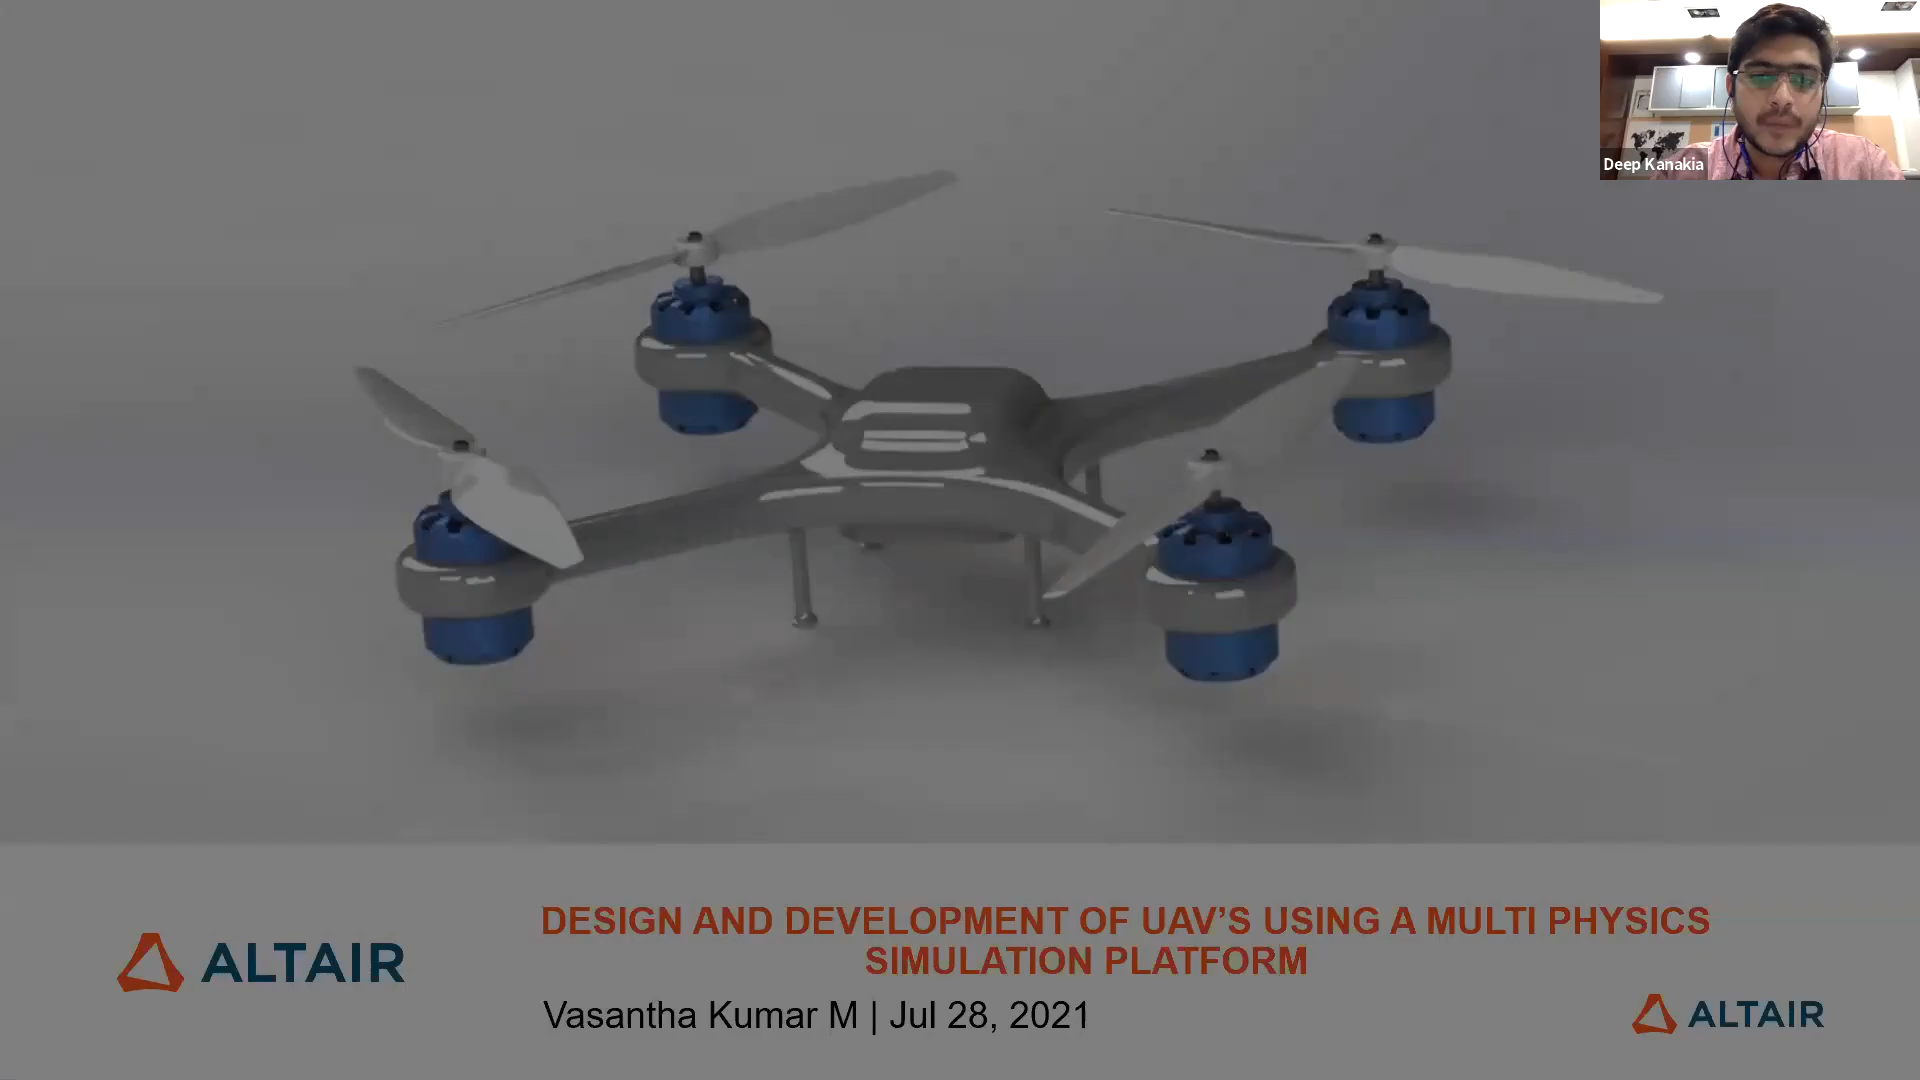 Deep Kanakia
ALTAIR
DESIGN AND DEVELOPMENT OF UAV’S USING A MULTI PHYSICS
SIMULATION PLATFORM
Vasantha Kumar M | Jul 28, 2021
ALTAIR